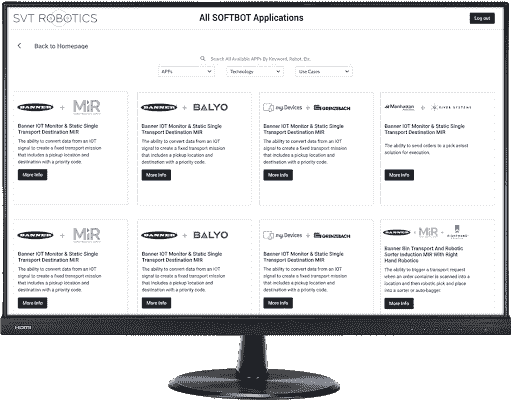 SVT ROBOTICS
All SOFTBOT Applications
Log out
Back to Homepage
Search All Available APPs By Keyword, Robot, Etc.
APPs Technology Use Cases
BANNER + MiR
Banner IOT Monitor & Static Single
Transport Destination MIR
The ability to convert data from an IOT
signal to create a fixed transport mission
that includes a pickup location and
destination with a priority code.
More Info
BANNER + BALYO
Banner IOT Monitor & Static Single
Transport Destination MIR
The ability to convert data from an IOT
signal to create a fixed transport mission
that includes a pickup location and
destination with a priority code.
More Info
myDevices + GRENZEBACH
Banner IOT Monitor & Static Single
Transport Destination MIR
The ability to convert data from an IOT
signal to create a fixed transport mission
that includes a pickup location and
destination with a priority code.
More Info
Manhattan + RIVER SYSTEMS
Banner IOT Monitor & Static Single
Transport Destination MIR
The ability to send orders to a pick assist
solution for execution.
More Info
BANNER + MiR
Banner IOT Monitor & Static Single
Transport Destination MIR
The ability to convert data from an IOT
signal to create a fixed transport mission
that includes a pickup location and
destination with a priority code.
More Info
BANNER + BALYO
Banner IOT Monitor & Static Single
Transport Destination MIR
The ability to convert data from an IOT
signal to create a fixed transport mission
that includes a pickup location and
destination with a priority code.
More Info
myDevices + GRENZEBACH
Banner IOT Monitor & Static Single
Transport Destination MIR
The ability to convert data from an IOT
signal to create a fixed transport mission
that includes a pickup location and
destination with a priority code.
More Info
BANNER + MiR +
Banner Bin Transport And Robotic
Sorter Induction MIR With Right
Hand Robotics
The ability to trigger a transport request
when an order container is scanned into a
location and then robotic pick and place
into a sorter or auto-bagger.
More Info
HDMI